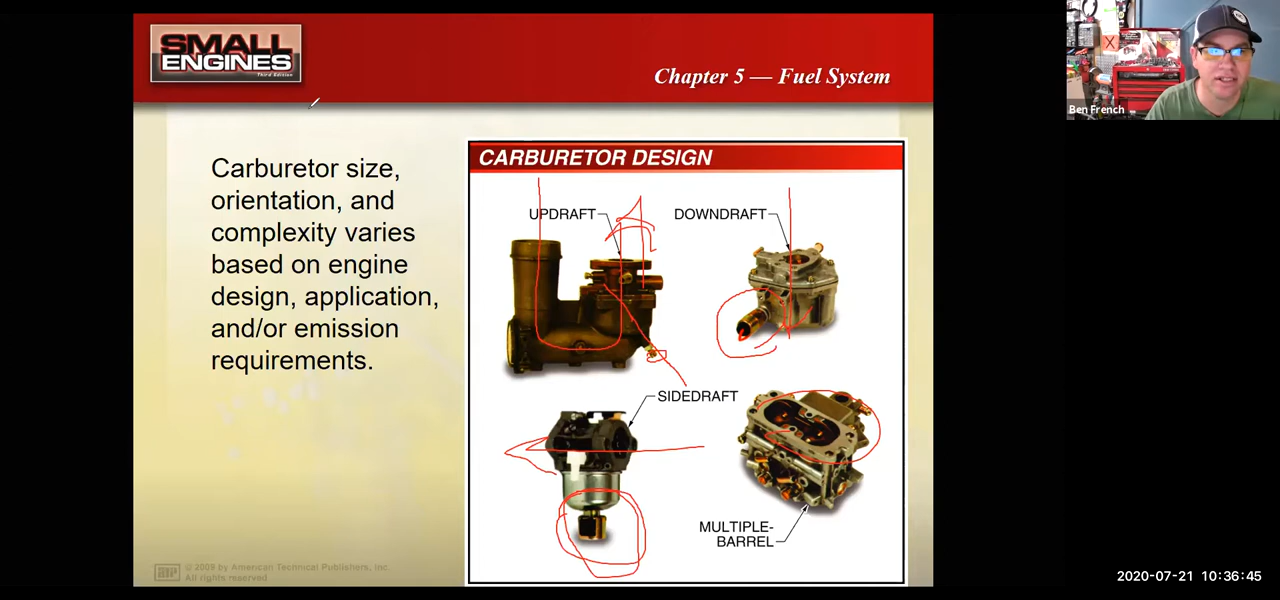 SMALL
ENGINES
Third Edition
Chapter 5 — Fuel System
Ben French
Carburetor size,
orientation, and
complexity varies
based on engine
design, application,
and/or emission
requirements.
CARBURETOR DESIGN
UPDRAFT
DOWNDRAFT
SIDEDRAFT
MULTIPLE-
BARREL
© 2009 by American Technical Publishers, Inc.
All rights reserved
2020-07-21 10:36:45